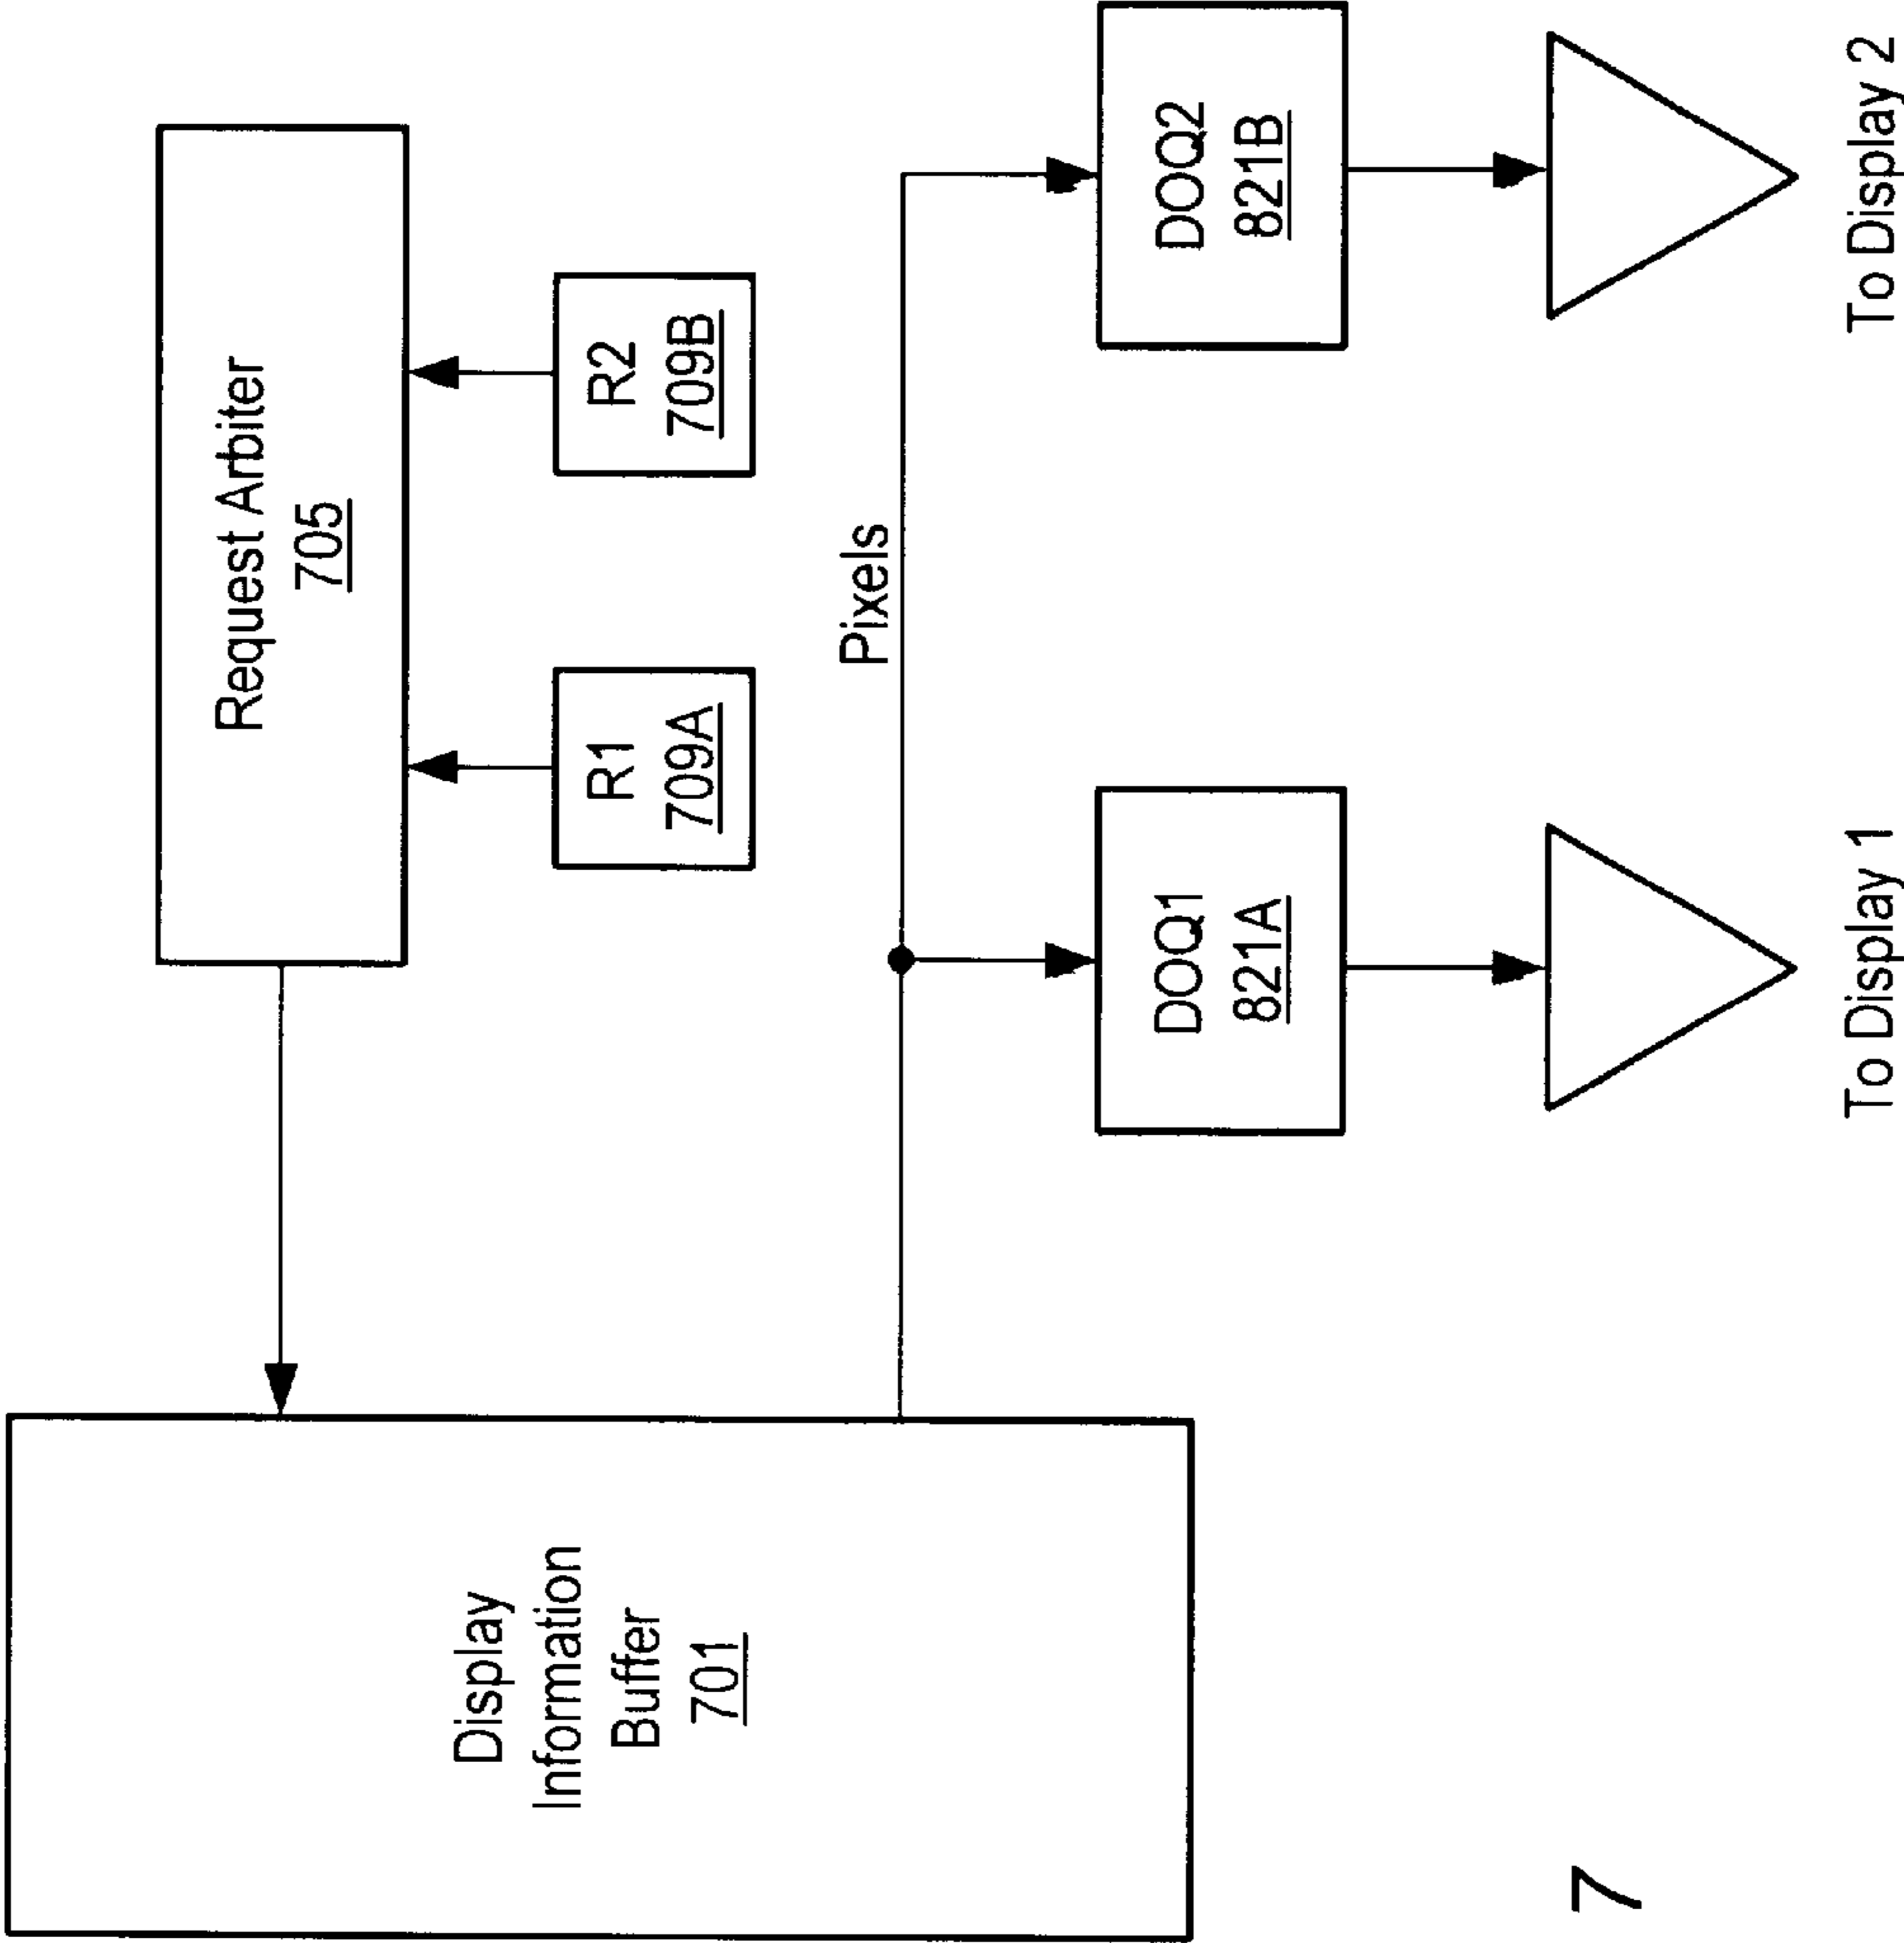 Display
Information
Buffer
701
Request Arbiter
705
R1
709A
R2
709B
Pixels
DOQ1
821A
DOQ2
821B
To Display 1
To Display 2
7